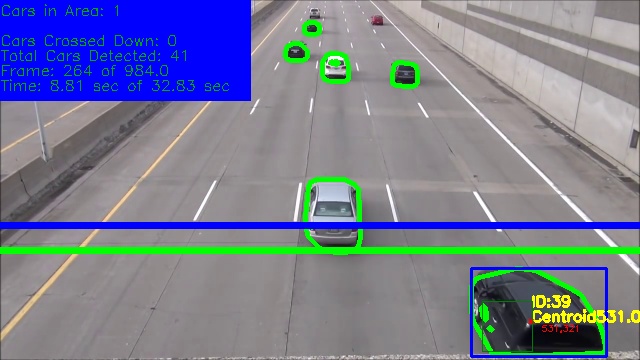 Cars in Area: 1
Cars Crossed Down: 0
Total Cars Detected: 41
Frame: 264 of 984.0
Time: 8.81 sec of 32.83 sec
ID:39
Centroid531.0
531,321